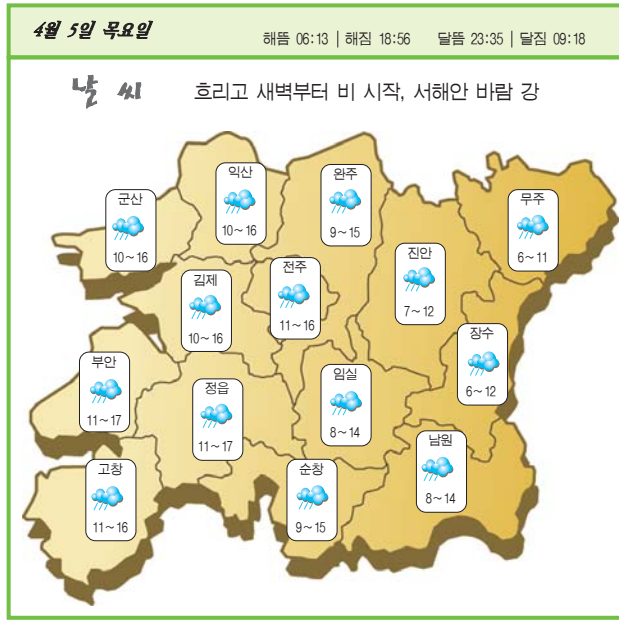 4월 5일 목요일
해뜸 06:13 | 해짐 18:56 달뜸 23:35 | 달짐 09:18
날 씨
흐리고 새벽부터 비 시작, 서해안 바람 강
군산
10~16
익산
10~16
완주
9~15
무주
6~11
김제
10~16
전주
11~16
진안
7~12
장수
6~12
부안
11~17
정읍
11~17
임실
8~14
남원
8~14
고창
11~16
순창
9~15